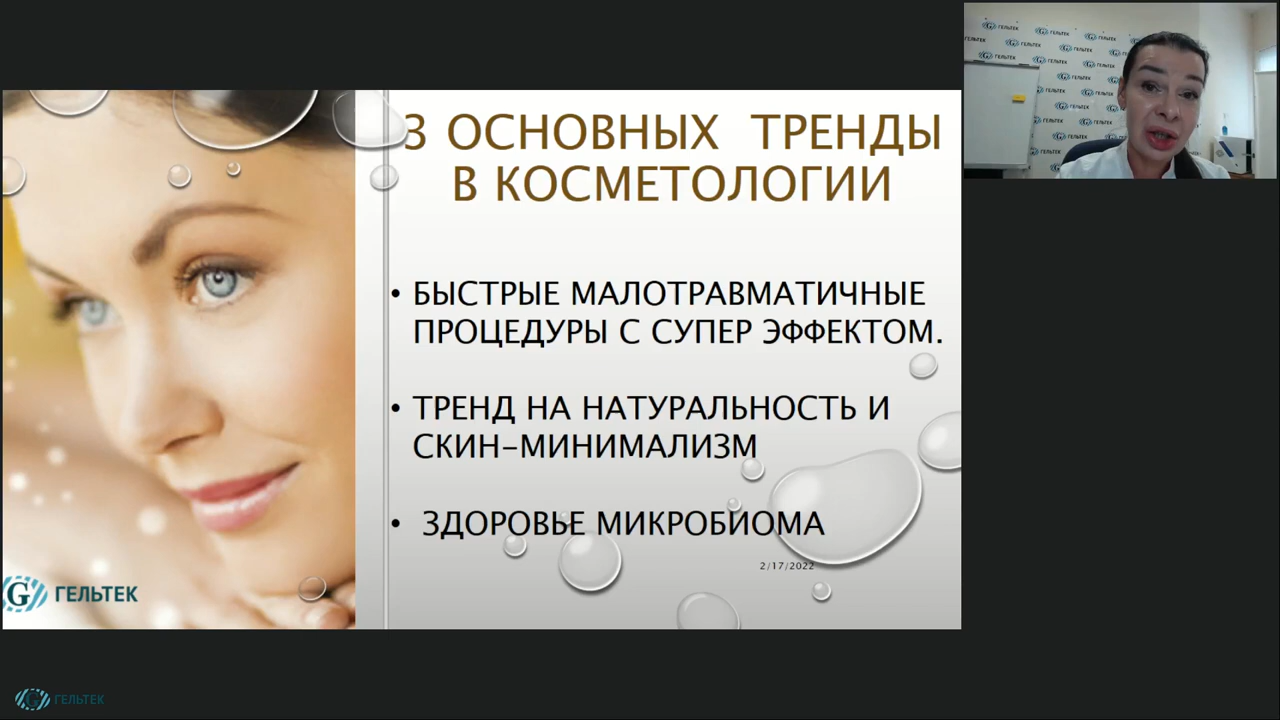 3 ОСНОВНЫХ ТРЕНДЫ
В КОСМЕТОЛОГИИ
• БЫСТРЫЕ МАЛОТРАВМАТИЧНЫЕ
ПРОЦЕДУРЫ С СУПЕР ЭФФЕКТОМ.
• ТРЕНД НА НАТУРАЛЬНОСТЬ И
СКИН-МИНИМАЛИЗМ
• ЗДОРОВЬЕ МИКРОБИОМА
2/17/2022
G ГЕЛЬТЕК
G ГЕЛЬТЕК
ГЕЛЬТЕК